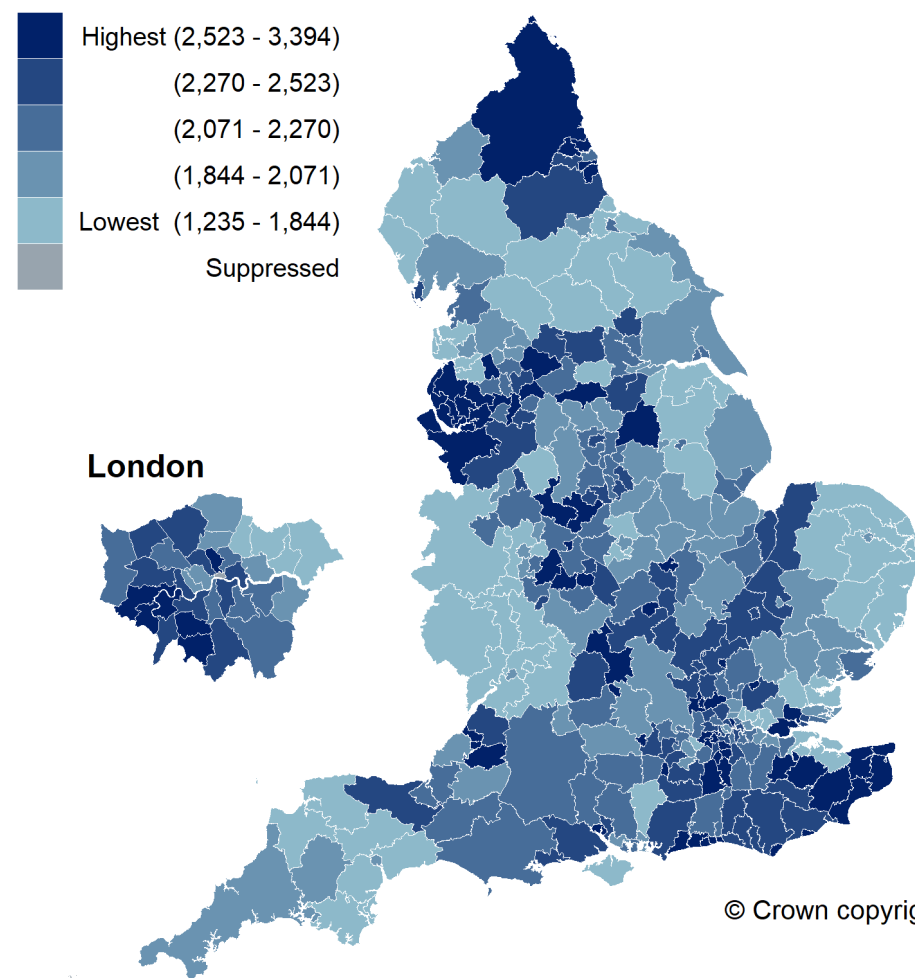 Highest (2,523 - 3,394)
(2,270 - 2,523)
(2,071 - 2,270)
(1,844 - 2,071)
Lowest (1,235 - 1,844)
Suppressed
London
© Crown copyrig